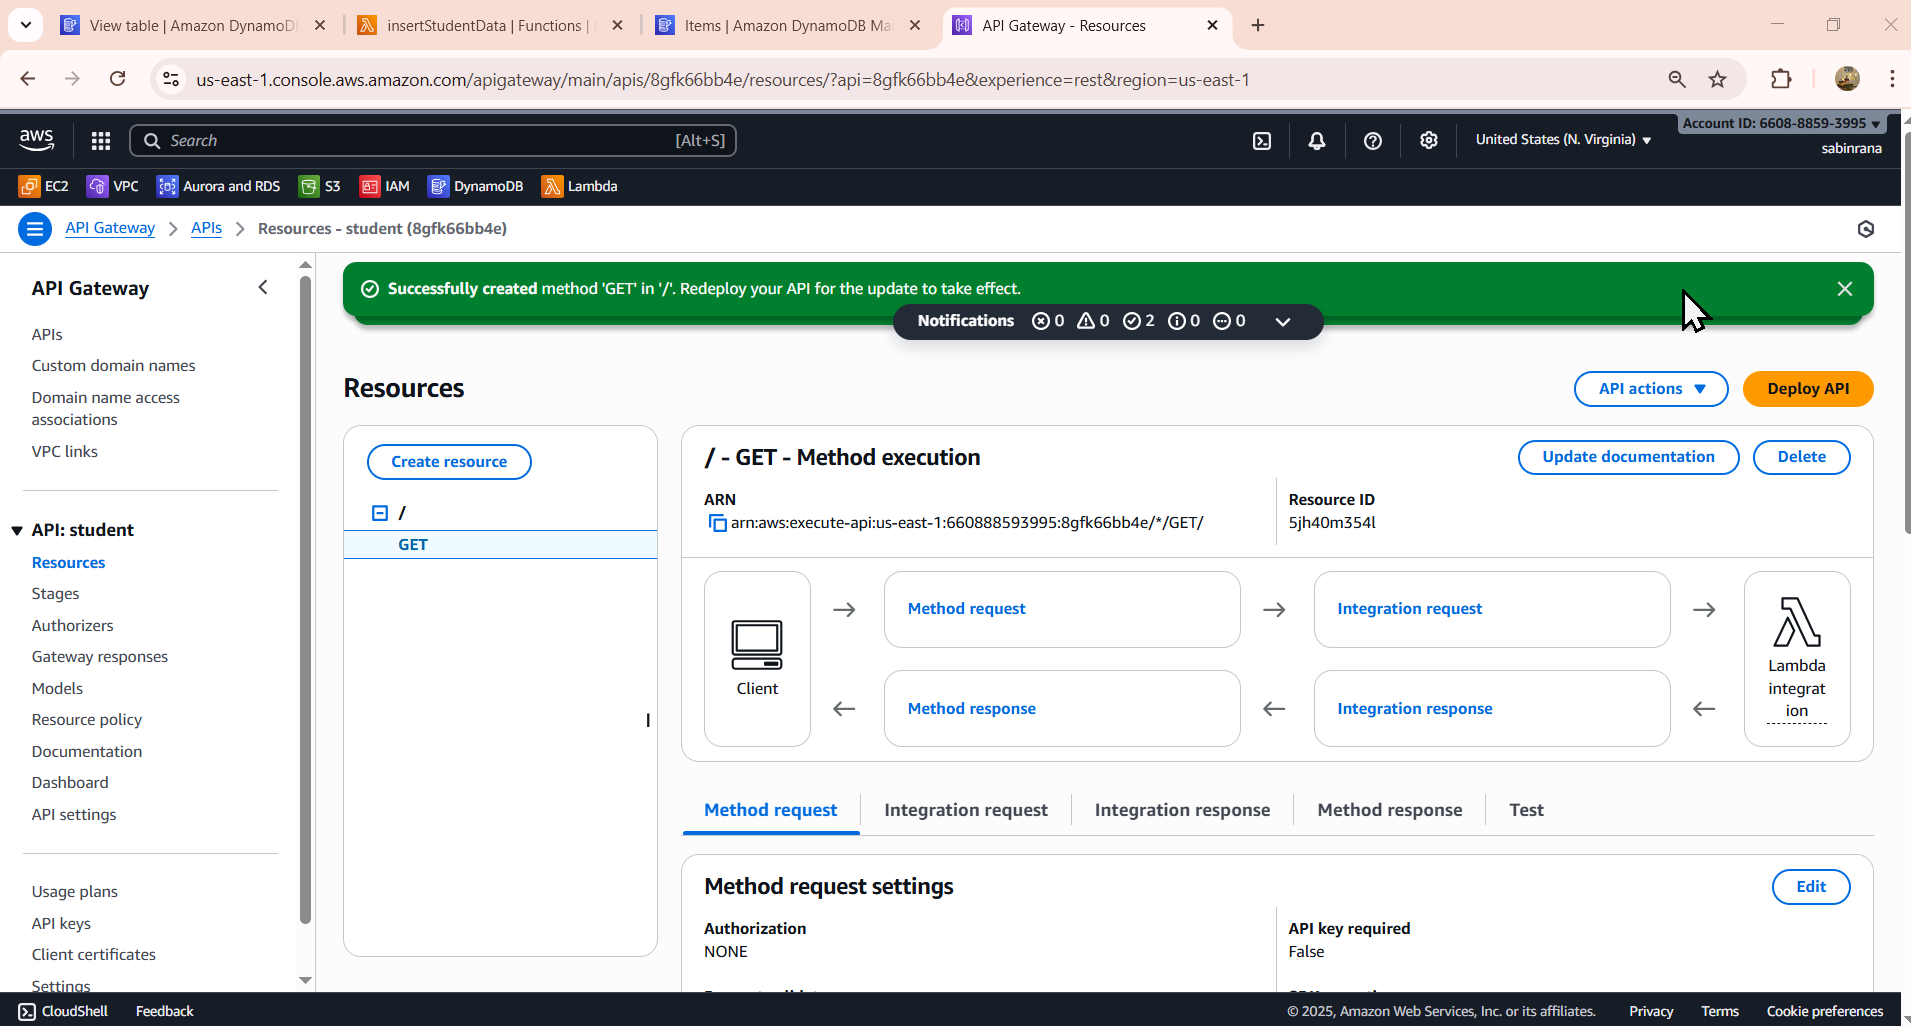 View table | Amazon DynamoDB
insertStudentData | Functions |
Items | Amazon DynamoDB Man
API Gateway - Resources
us-east-1.console.aws.amazon.com/apigateway/main/apis/8gfk66bb4e/resources/?api=8gfk66bb4e&experience=rest&region=us-east-1
aws
Search
[Alt+S]
United States (N. Virginia)
Account ID: 6608-8859-3995
sabinrana
EC2
VPC
Aurora and RDS
S3
IAM
DynamoDB
Lambda
API Gateway
APIs
Resources - student (8gfk66bb4e)
API Gateway
APIs
Custom domain names
Domain name access
associations
VPC links
API: student
Resources
Stages
Authorizers
Gateway responses
Models
Resource policy
Documentation
Dashboard
API settings
Usage plans
API keys
Client certificates
Settings
Successfully created method 'GET' in '/'. Redeploy your API for the update to take effect.
Notifications 0 0 2 0 0
Resources
API actions
Deploy API
Create resource
/
GET
/ - GET - Method execution
Update documentation
Delete
ARN
arn:aws:execute-api:us-east-1:660888593995:8gfk66bb4e/*/GET/
Resource ID
5jh40m354l
Client
Method request
Integration request
Method response
Integration response
Lambda
integrat
ion
Method request
Integration request
Integration response
Method response
Test
Method request settings
Edit
Authorization
NONE
API key required
False
CloudShell
Feedback
© 2025, Amazon Web Services, Inc. or its affiliates.
Privacy
Terms
Cookie preferences